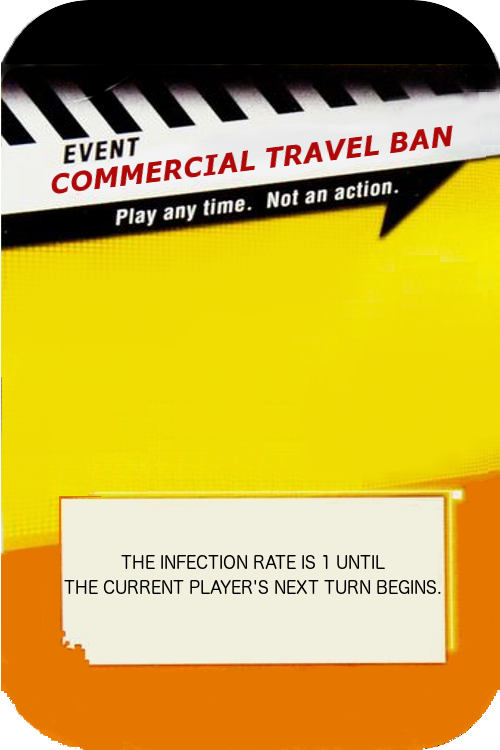 EVENT
COMMERCIAL TRAVEL BAN
Play any time. Not an action.
THE INFECTION RATE IS 1 UNTIL
THE CURRENT PLAYER'S NEXT TURN BEGINS.